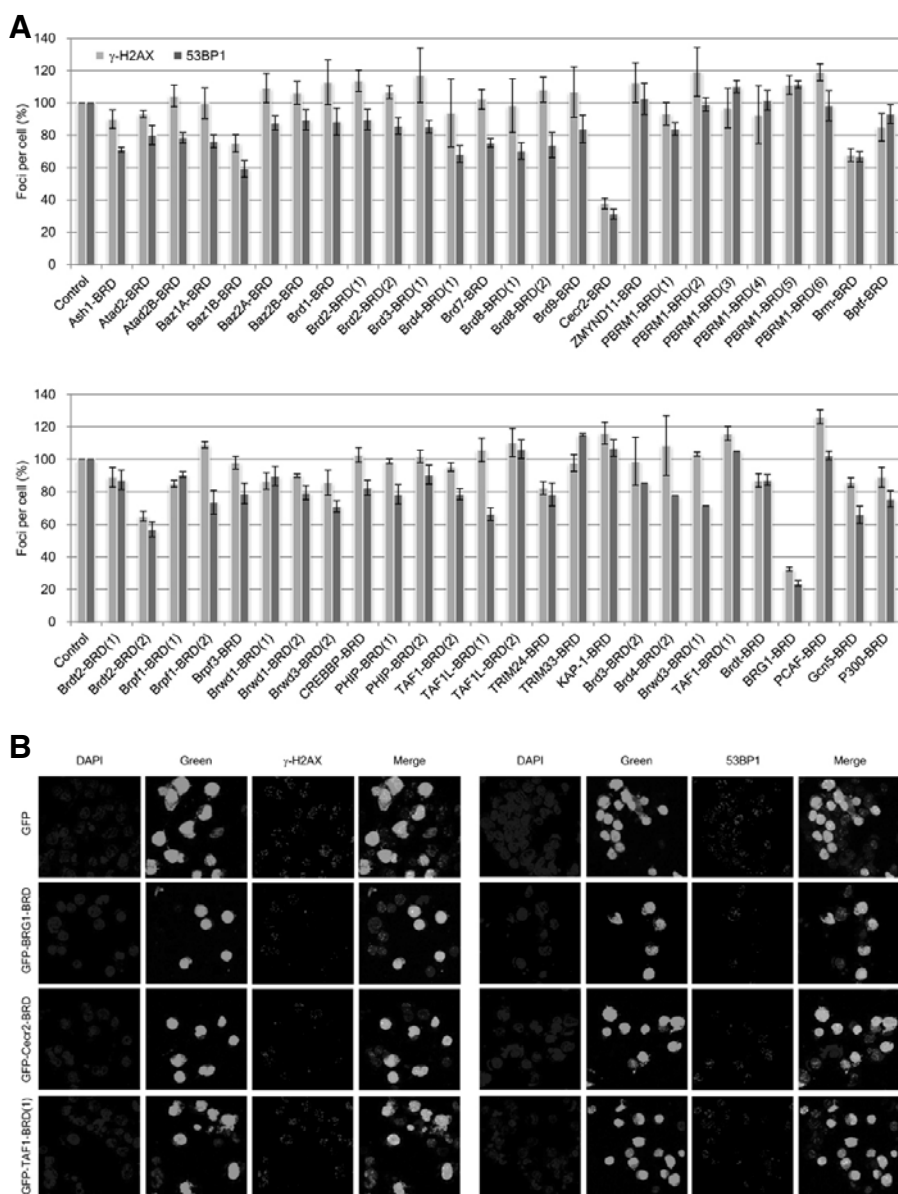 A
γ-H2AX 53BP1
Foci per cell (%)
140
120
100
80
60
40
20
0
Control
Ash1-BRD
Atad2-BRD
Atad2B-BRD
Baz1A-BRD
Baz1B-BRD
Baz2A-BRD
Baz2B-BRD
Brd1-BRD
Brd2-BRD(1)
Brd2-BRD(2)
Brd3-BRD(1)
Brd4-BRD(1)
Brd7-BRD
Brd8-BRD(1)
Brd8-BRD(2)
Brd9-BRD
Cecr2-BRD
ZMYND11-BRD
PBRM1-BRD(1)
PBRM1-BRD(2)
PBRM1-BRD(3)
PBRM1-BRD(4)
PBRM1-BRD(5)
PBRM1-BRD(6)
Brm-BRD
Bptf-BRD
Foci per cell (%)
140
120
100
80
60
40
20
0
Control
Brdt2-BRD(1)
Brdt2-BRD(2)
Brpf1-BRD(1)
Brpf1-BRD(2)
Brpf3-BRD
Brwd1-BRD(1)
Brwd1-BRD(2)
Brwd3-BRD(2)
CREBBP-BRD
PHIP-BRD(1)
PHIP-BRD(2)
TAF1-BRD(2)
TAF1L-BRD(1)
TAF1L-BRD(2)
TRIM24-BRD
TRIM33-BRD
KAP-1-BRD
Brd3-BRD(2)
Brd4-BRD(2)
Brwd3-BRD(1)
TAF1-BRD(1)
Brdt-BRD
BRG1-BRD
PCAF-BRD
Gcn5-BRD
P300-BRD
B
DAPI Green γ-H2AX Merge DAPI Green 53BP1 Merge
GFP
GFP-BRG1-BRD
GFP-Cecr2-BRD
GFP-TAF1-BRD(1)